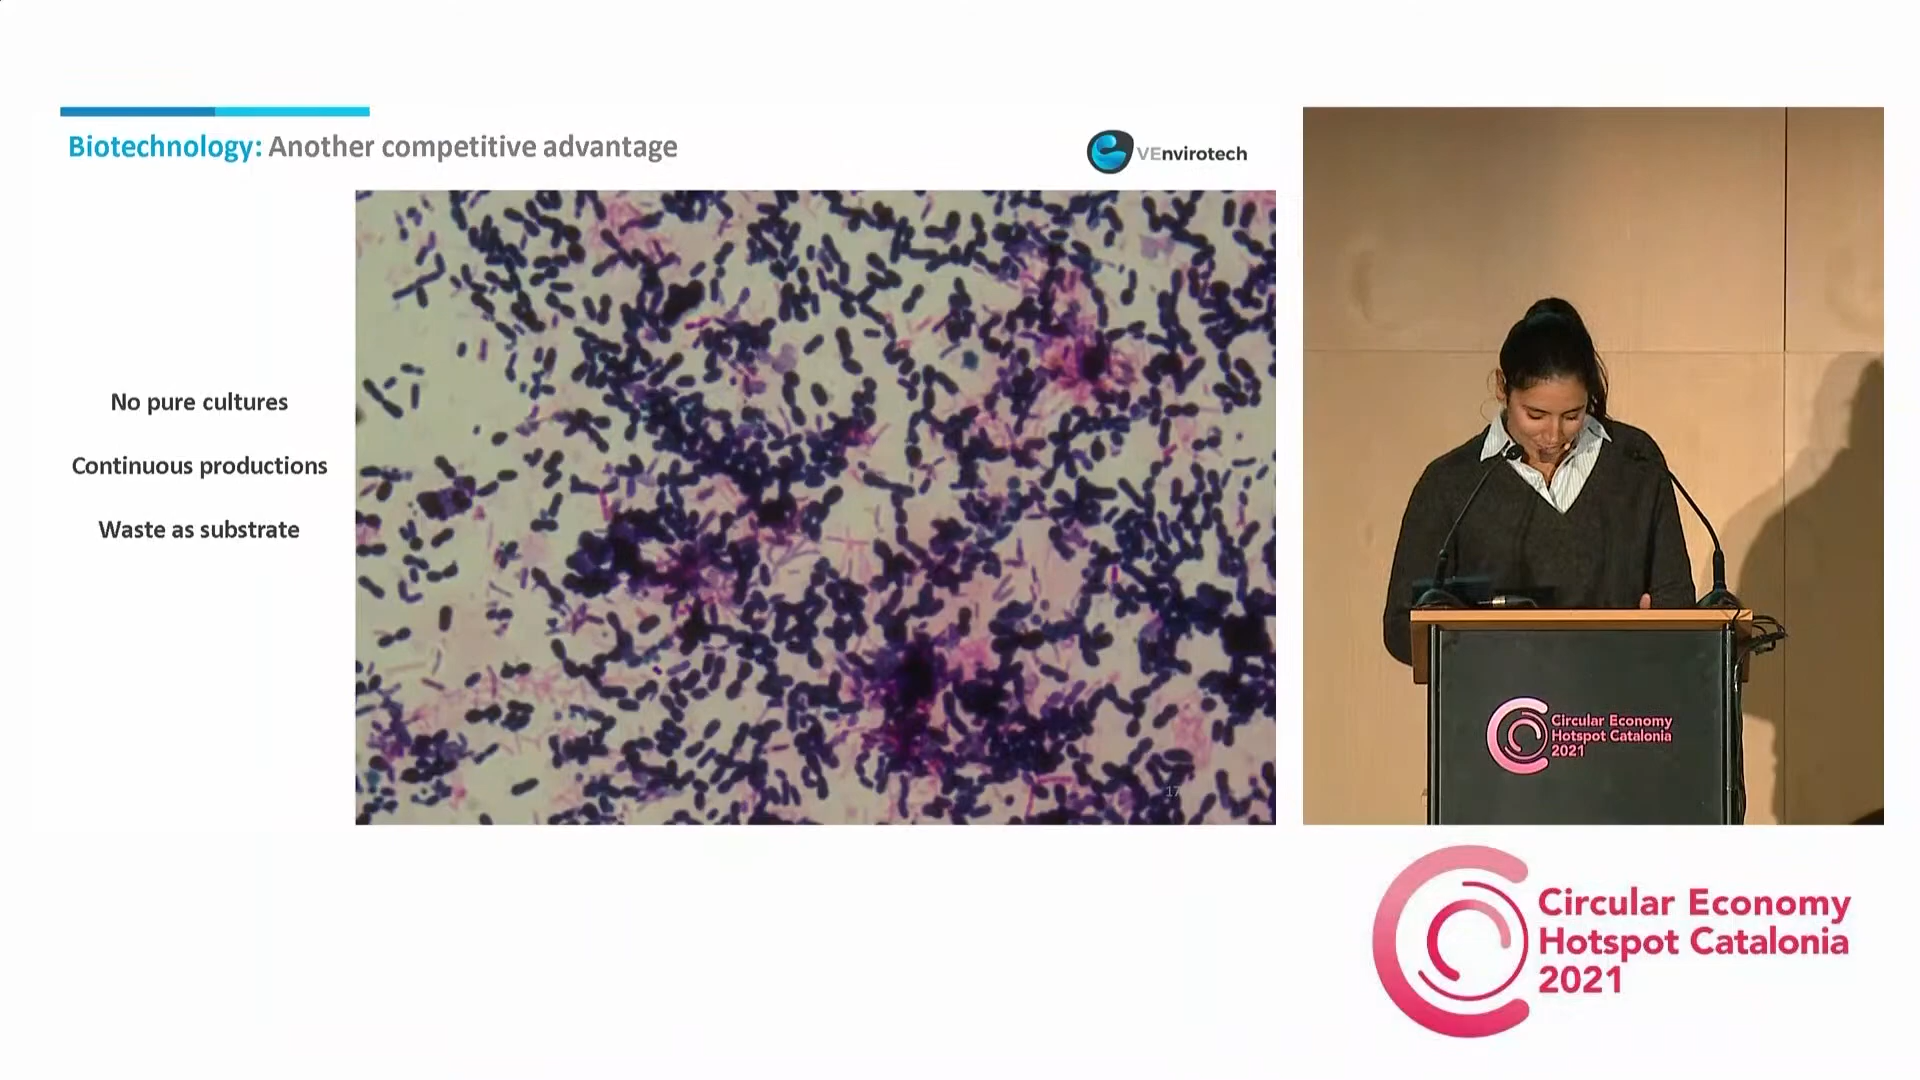 Biotechnology: Another competitive advantage
VEnvirotech
No pure cultures
Continuous productions
Waste as substrate
17
Circular Economy
Hotspot Catalonia
2021
Circular Economy
Hotspot Catalonia
2021